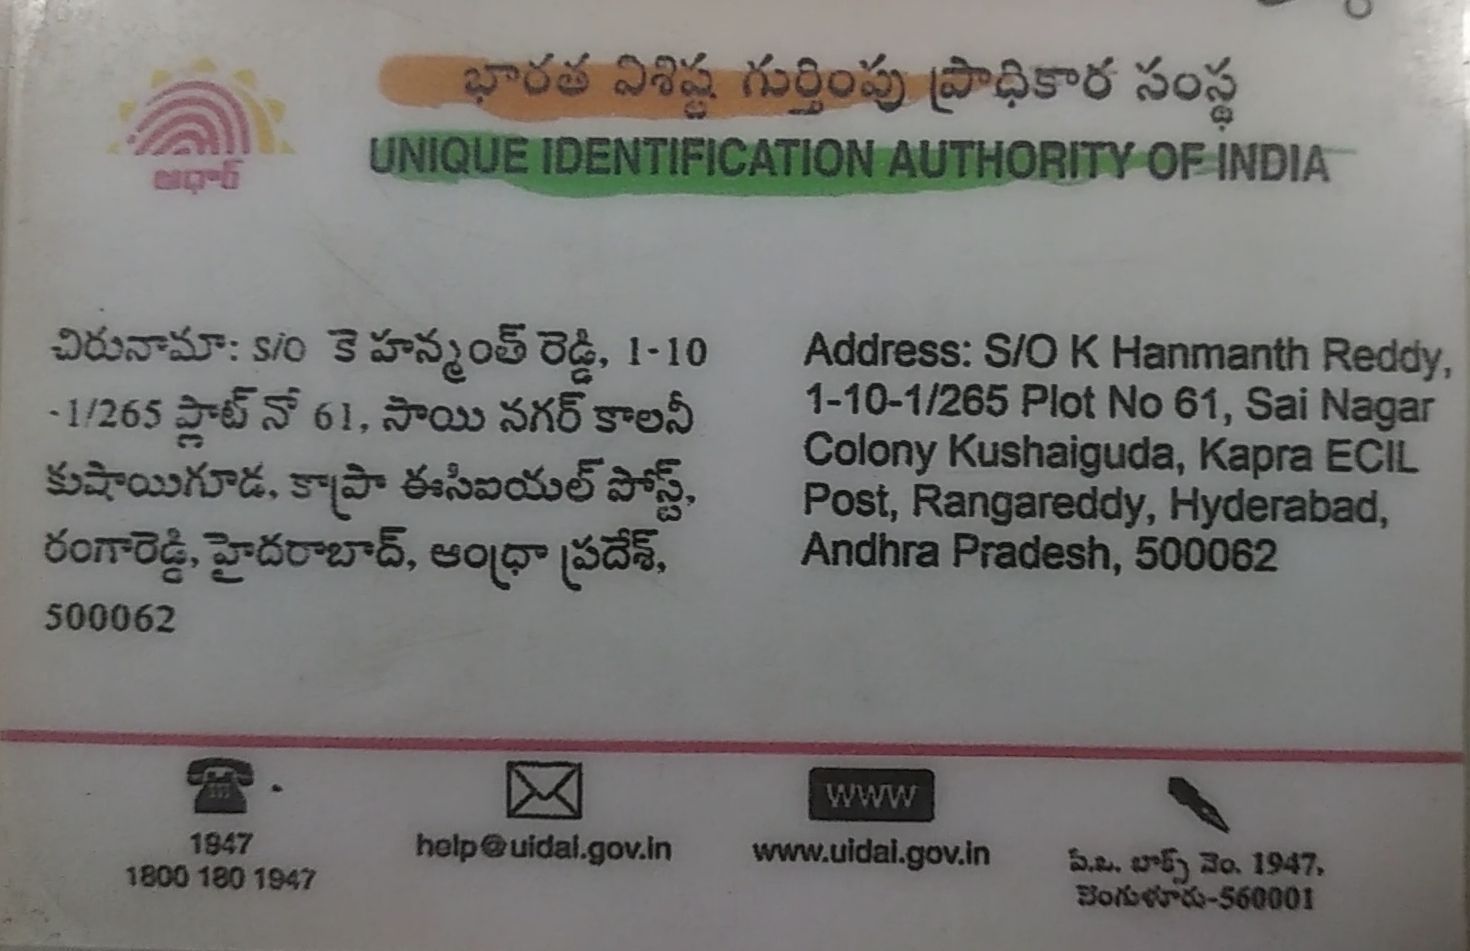 భారత విశిష్ట గుర్తింపు ప్రాధికార సంస్థ
UNIQUE IDENTIFICATION AUTHORITY OF INDIA
ఆధార్
చిరునామా: S/O కె హన్మంత్ రెడ్డి, 1-10
-1/265 ప్లాట్ నో 61, సాయి నగర్ కాలనీ
కుషాయిగూడ, కాప్రా ఈసిఐయల్ పోస్ట్,
రంగారెడ్డి, హైదరాబాద్, ఆంధ్రా ప్రదేశ్,
500062
Address: S/O K Hanmanth Reddy,
1-10-1/265 Plot No 61, Sai Nagar
Colony Kushaiguda, Kapra ECIL
Post, Rangareddy, Hyderabad,
Andhra Pradesh, 500062
1947
1800 180 1947
help@uidai.gov.in
WWW
www.uidai.gov.in
పి.ఒ. బాక్స్ నెం. 1947,
బెంగుళూరు-560001